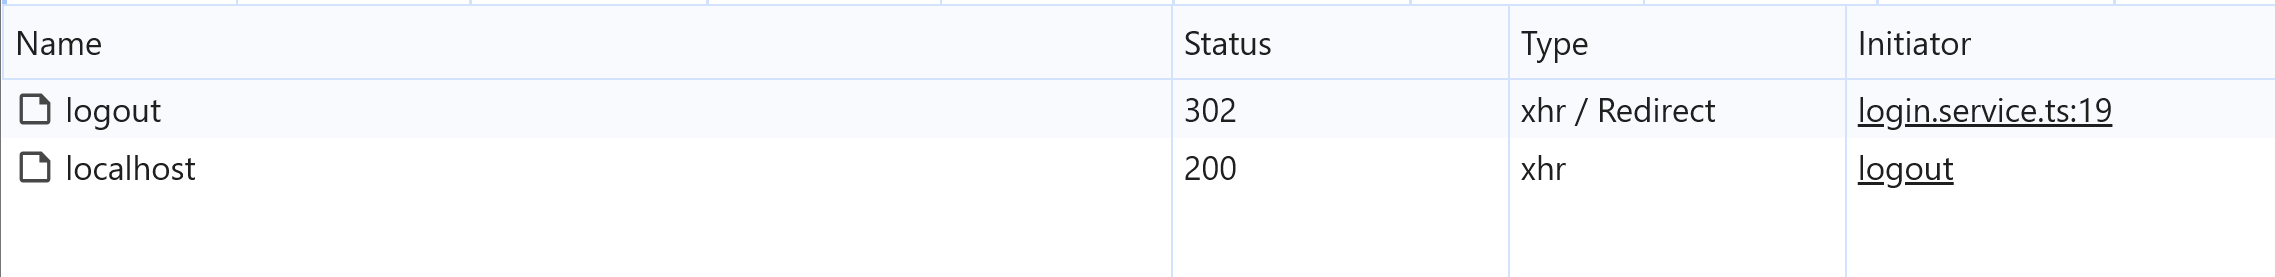 Name Status Type Initiator
logout 302 xhr / Redirect login.service.ts:19
localhost 200 xhr logout